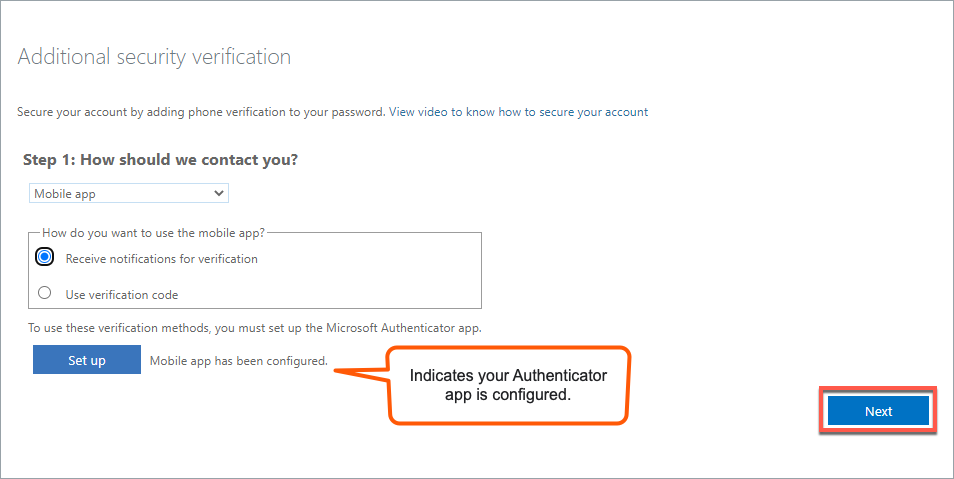 Additional security verification
Secure your account by adding phone verification to your password. View video to know how to secure your account
Step 1: How should we contact you?
Mobile app
How do you want to use the mobile app?
Receive notifications for verification
Use verification code
To use these verification methods, you must set up the Microsoft Authenticator app.
Set up Mobile app has been configured.
Indicates your Authenticator
app is configured.
Next